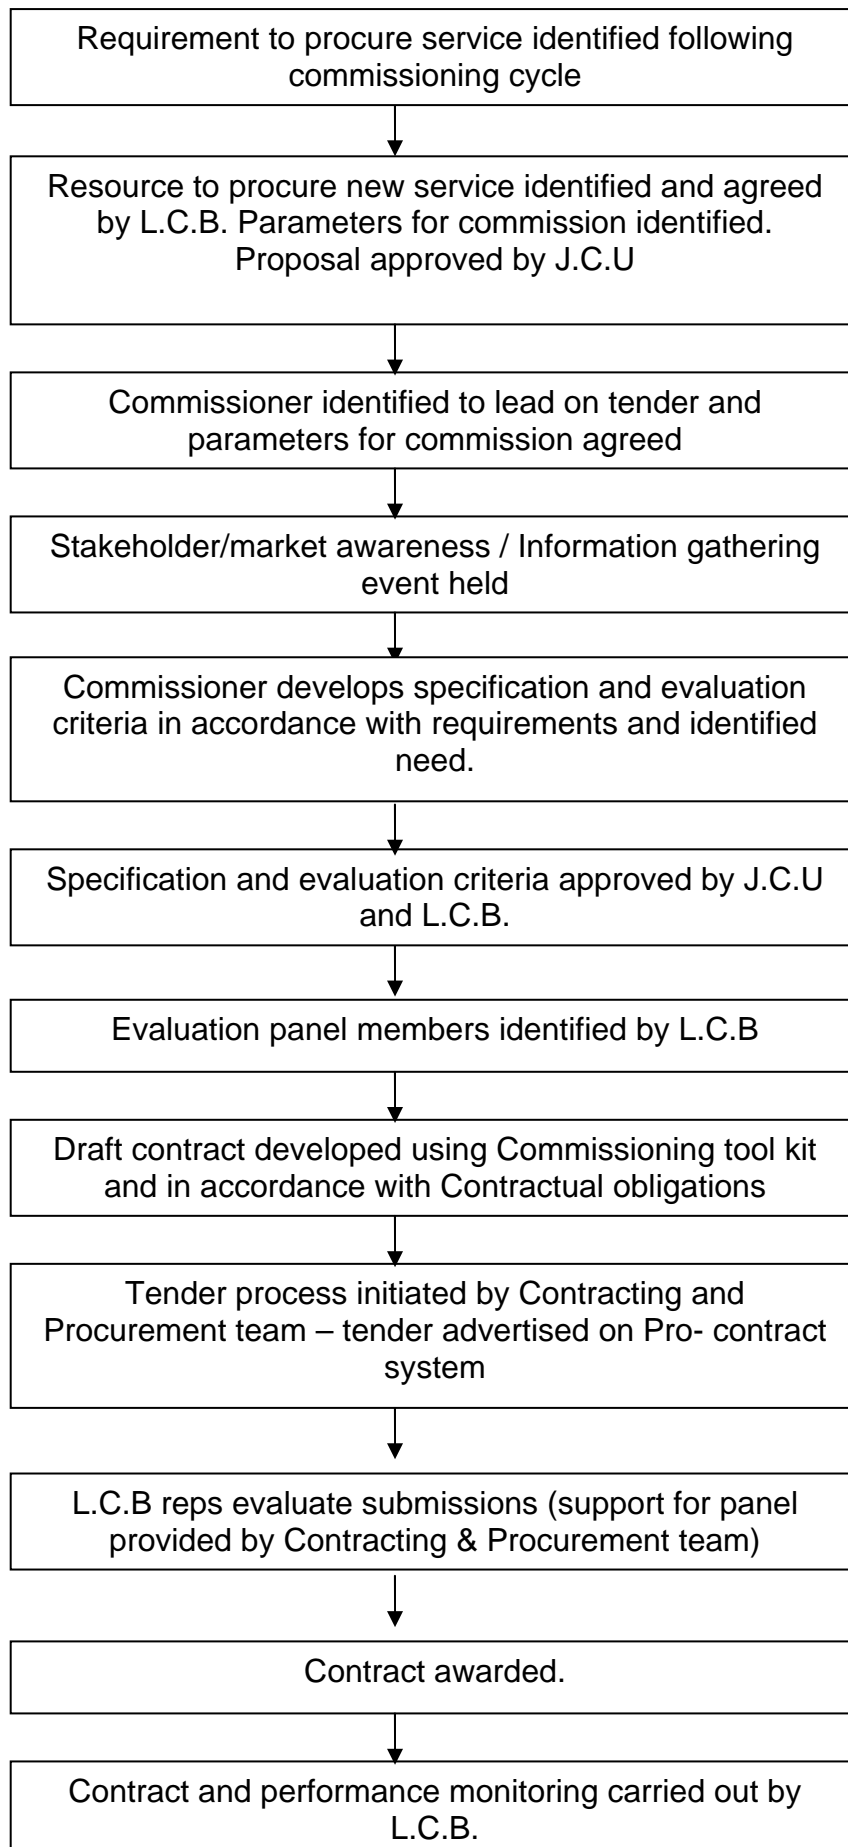 Requirement to procure service identified following
commissioning cycle
Resource to procure new service identified and agreed
by L.C.B. Parameters for commission identified.
Proposal approved by J.C.U
Commissioner identified to lead on tender and
parameters for commission agreed
Stakeholder/market awareness / Information gathering
event held
Commissioner develops specification and evaluation
criteria in accordance with requirements and identified
need.
Specification and evaluation criteria approved by J.C.U
and L.C.B.
Evaluation panel members identified by L.C.B
Draft contract developed using Commissioning tool kit
and in accordance with Contractual obligations
Tender process initiated by Contracting and
Procurement team – tender advertised on Pro- contract
system
L.C.B reps evaluate submissions (support for panel
provided by Contracting & Procurement team)
Contract awarded.
Contract and performance monitoring carried out by
L.C.B.